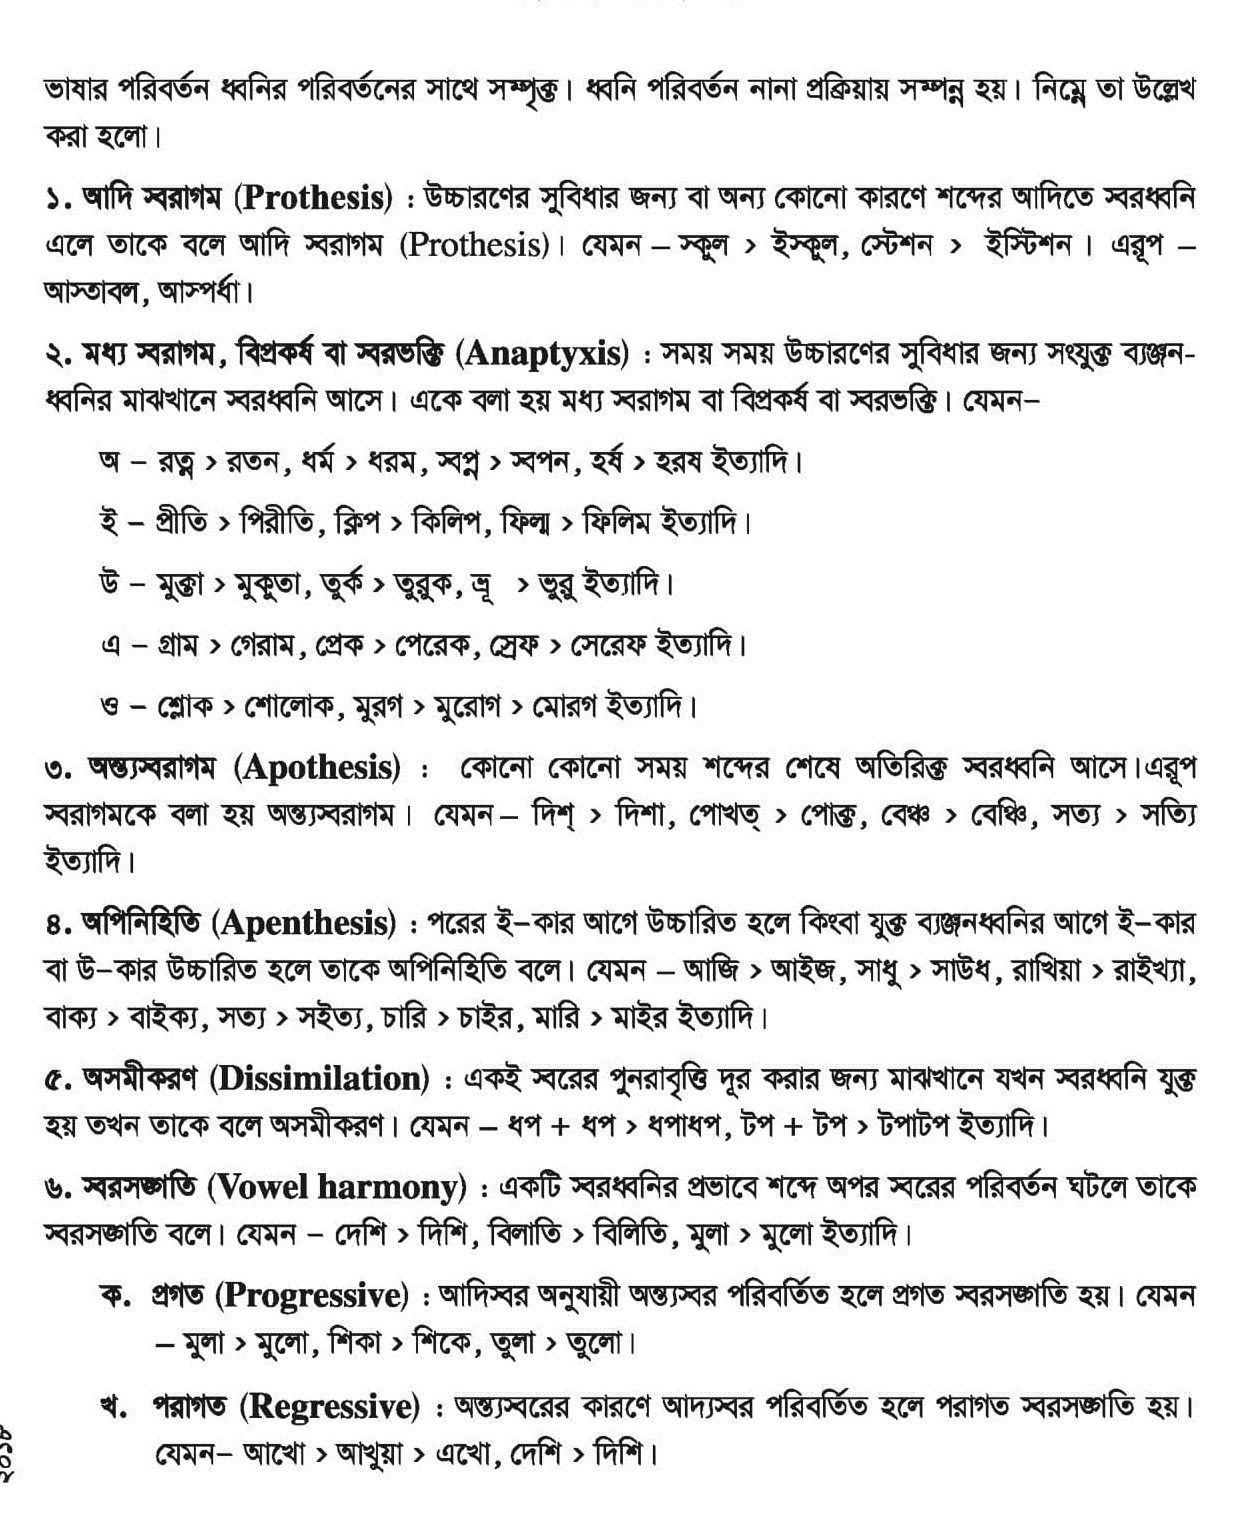 ভাষার পরিবর্তন ধ্বনির পরিবর্তনের সাথে সম্পৃক্ত। ধ্বনি পরিবর্তন নানা প্রক্রিয়ায় সম্পন্ন হয়। নিম্নে তা উল্লেখ
করা হলো।
১. আদি স্বরাগম (Prothesis) : উচ্চারণের সুবিধার জন্য বা অন্য কোনো কারণে শব্দের আদিতে স্বরধ্বনি
এলে তাকে বলে আদি স্বরাগম (Prothesis)। যেমন – স্কুল > ইস্কুল, স্টেশন > ইস্টিশন । এরূপ –
আস্তাবল, আস্পর্ধা।
২. মধ্য স্বরাগম, বিপ্রকর্ষ বা স্বরভক্তি (Anaptyxis) : সময় সময় উচ্চারণের সুবিধার জন্য সংযুক্ত ব্যঞ্জন-
ধ্বনির মাঝখানে স্বরধ্বনি আসে। একে বলা হয় মধ্য স্বরাগম বা বিপ্রকর্ষ বা স্বরভক্তি। যেমন–
অ – রত্ন > রতন, ধর্ম > ধরম, স্বপ্ন > স্বপন, হর্ষ > হরষ ইত্যাদি।
ই – প্রীতি > পিরীতি, ক্লিপ > কিলিপ, ফিল্ম > ফিলিম ইত্যাদি।
উ – মুক্তা > মুকুতা, তুর্ক > তুরুক, ভ্রূ > ভুরু ইত্যাদি।
এ – গ্রাম > গেরাম, প্রেক > পেরেক, স্রেফ > সেরেফ ইত্যাদি।
ও – শ্লোক > শোলোক, মুরগ > মুরোগ > মোরগ ইত্যাদি।
৩. অন্ত্যস্বরাগম (Apothesis) : কোনো কোনো সময় শব্দের শেষে অতিরিক্ত স্বরধ্বনি আসে।এরূপ
স্বরাগমকে বলা হয় অন্ত্যস্বরাগম। যেমন– দিশ্ > দিশা, পোখত্ > পোক্ত, বেঞ্চ > বেঞ্চি, সত্য > সত্যি
ইত্যাদি।
৪. অপিনিহিতি (Apenthesis) : পরের ই–কার আগে উচ্চারিত হলে কিংবা যুক্ত ব্যঞ্জনধ্বনির আগে ই–কার
বা উ–কার উচ্চারিত হলে তাকে অপিনিহিতি বলে। যেমন – আজি > আইজ, সাধু > সাউধ, রাখিয়া > রাইখ্যা,
বাক্য > বাইক্য, সত্য > সইত্য, চারি > চাইর, মারি > মাইর ইত্যাদি।
৫. অসমীকরণ (Dissimilation) : একই স্বরের পুনরাবৃত্তি দূর করার জন্য মাঝখানে যখন স্বরধ্বনি যুক্ত
হয় তখন তাকে বলে অসমীকরণ। যেমন – ধপ + ধপ > ধপাধপ, টপ + টপ > টপাটপ ইত্যাদি।
৬. স্বরসঙ্গতি (Vowel harmony) : একটি স্বরধ্বনির প্রভাবে শব্দে অপর স্বরের পরিবর্তন ঘটলে তাকে
স্বরসঙ্গতি বলে। যেমন – দেশি > দিশি, বিলাতি > বিলিতি, মুলা > মুলো ইত্যাদি।
ক. প্রগত (Progressive) : আদিস্বর অনুযায়ী অন্ত্যস্বর পরিবর্তিত হলে প্রগত স্বরসঙ্গতি হয়। যেমন
– মুলা > মুলো, শিকা > শিকে, তুলা > তুলো।
খ. পরাগত (Regressive) : অন্ত্যস্বরের কারণে আদ্যস্বর পরিবর্তিত হলে পরাগত স্বরসঙ্গতি হয়।
যেমন– আখো > আখুয়া > এখো, দেশি > দিশি।
২০১৮